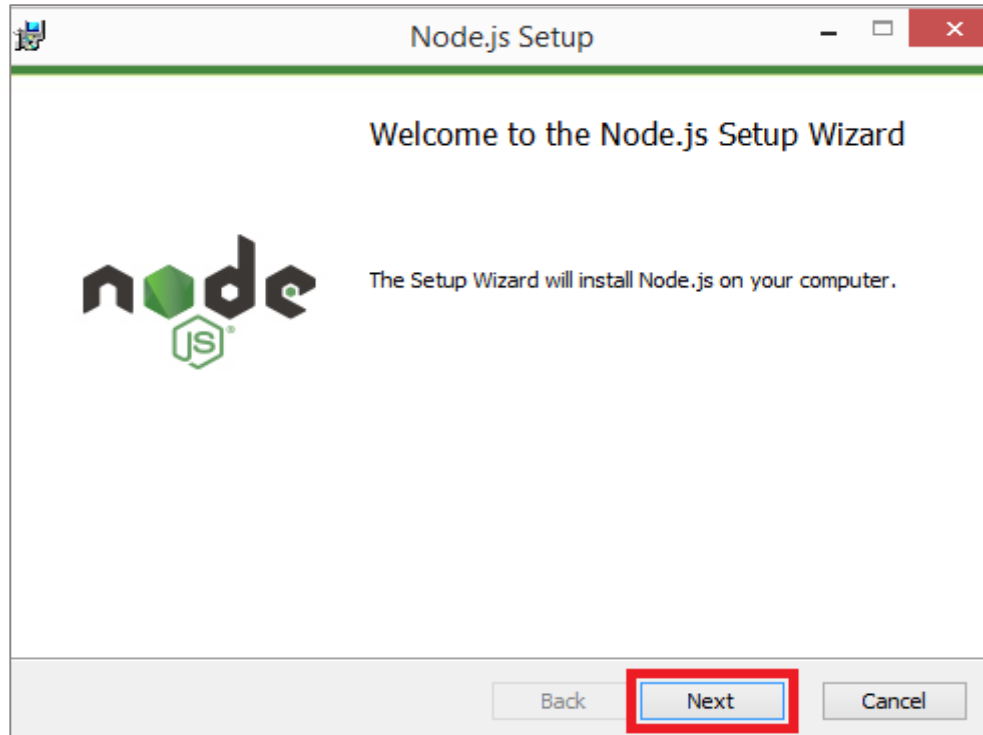 Node.js Setup
Welcome to the Node.js Setup Wizard
The Setup Wizard will install Node.js on your computer.
node
JS®
Back
Next
Cancel